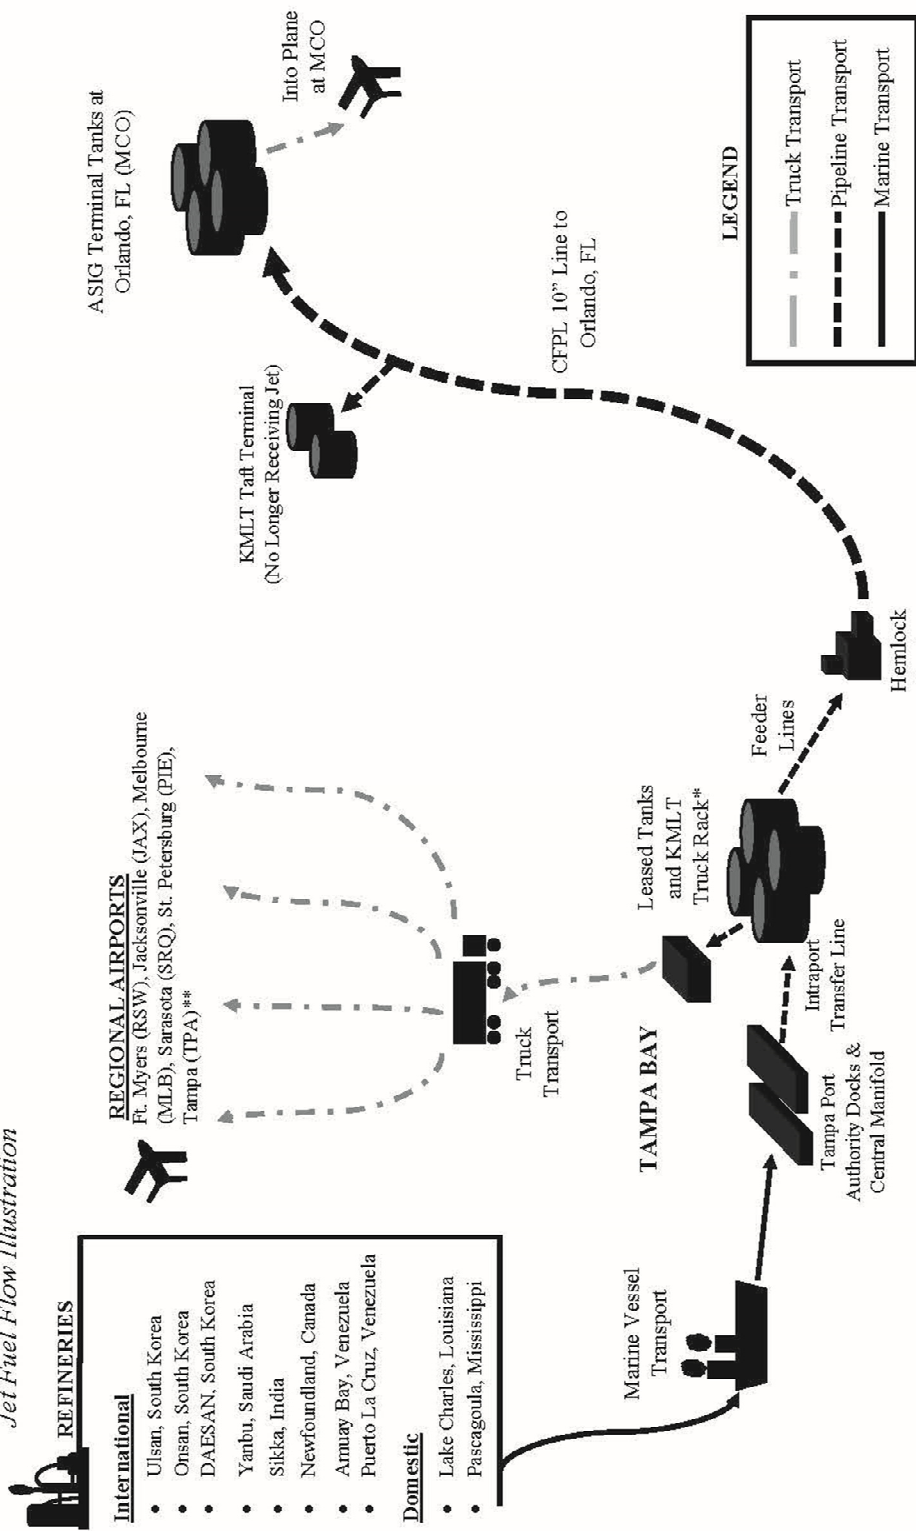 Jet Fuel Flow Illustration
REFINERIES
International
• Ulsan, South Korea
• Onsan, South Korea
• DAESAN, South Korea
• Yanbu, Saudi Arabia
• Sikka, India
• Newfoundland, Canada
• Amuay Bay, Venezuela
• Puerto La Cruz, Venezuela
Domestic
• Lake Charles, Louisiana
• Pascagoula, Mississippi
Marine Vessel
Transport
REGIONAL AIRPORTS
Ft. Myers (RSW), Jacksonville (JAX), Melbourne
(MLB), Sarasota (SRQ), St. Petersburg (PIE),
Tampa (TPA)**
Truck
Transport
TAMPA BAY
Tampa Port
Authority Docks &
Central Manifold
Intraport
Transfer Line
Leased Tanks
and KMLT
Truck Rack*
Feeder
Lines
Hemlock
KMLT Taft Terminal
(No Longer Receiving Jet)
CFPL 10” Line to
Orlando, FL
ASIG Terminal Tanks at
Orlando, FL (MCO)
Into Plane
at MCO
LEGEND
Truck Transport
Pipeline Transport
Marine Transport